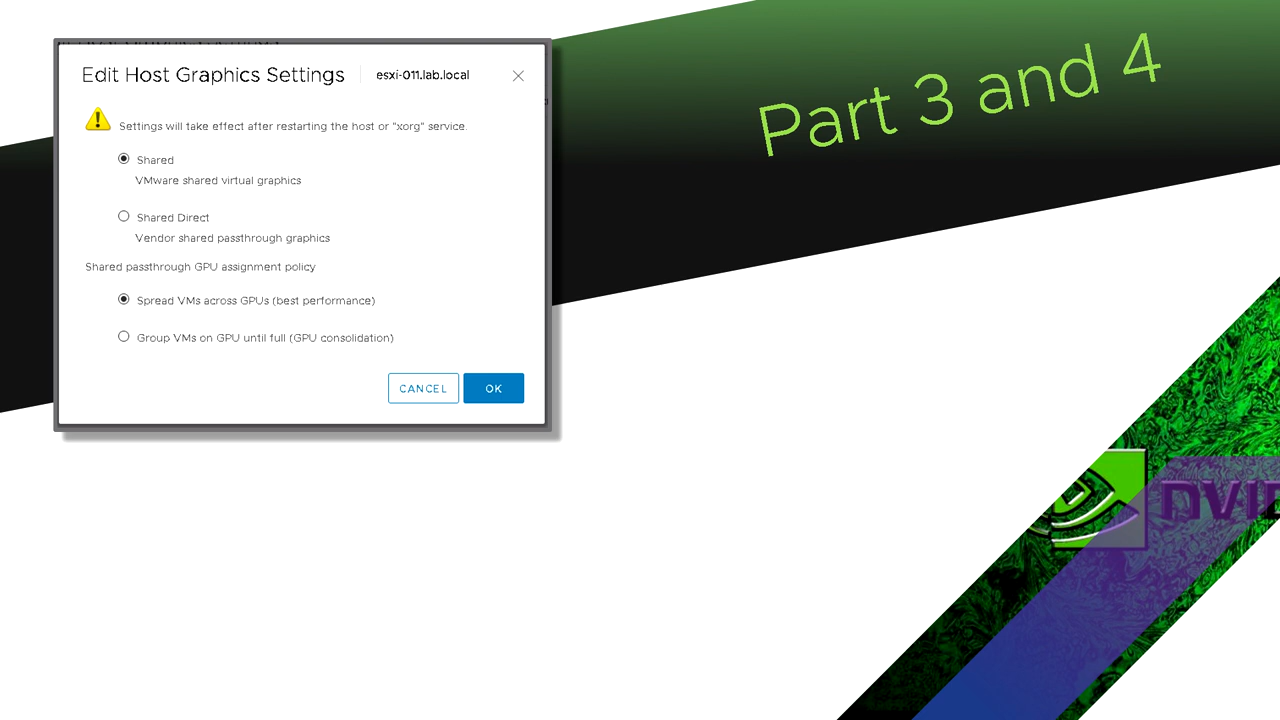 Edit Host Graphics Settings
esxi-011.lab.local
Settings will take effect after restarting the host or "xorg" service.
Shared
VMware shared virtual graphics
Shared Direct
Vendor shared passthrough graphics
Shared passthrough GPU assignment policy
Spread VMs across GPUs (best performance)
Group VMs on GPU until full (GPU consolidation)
CANCEL
OK
Part 3 and 4